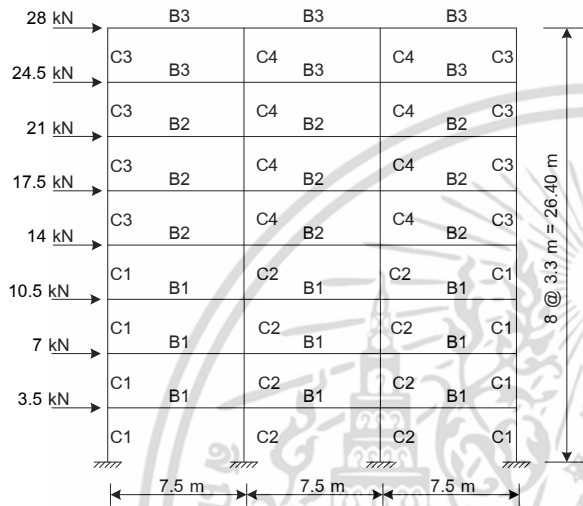 28 kN B3 B3 B3
C3 C4 C4 C3
24.5 kN B3 B3 B3
C3 C4 C4 C3
21 kN B2 B2 B2
C3 C4 C4 C3
17.5 kN B2 B2 B2
C3 C4 C4 C3
14 kN B2 B2 B2
C1 C2 C2 C1
10.5 kN B1 B1 B1
C1 C2 C2 C1
7 kN B1 B1 B1
C1 C2 C2 C1
3.5 kN B1 B1 B1
C1 C2 C2 C1
7.5 m 7.5 m 7.5 m
8 @ 3.3 m = 26.40 m